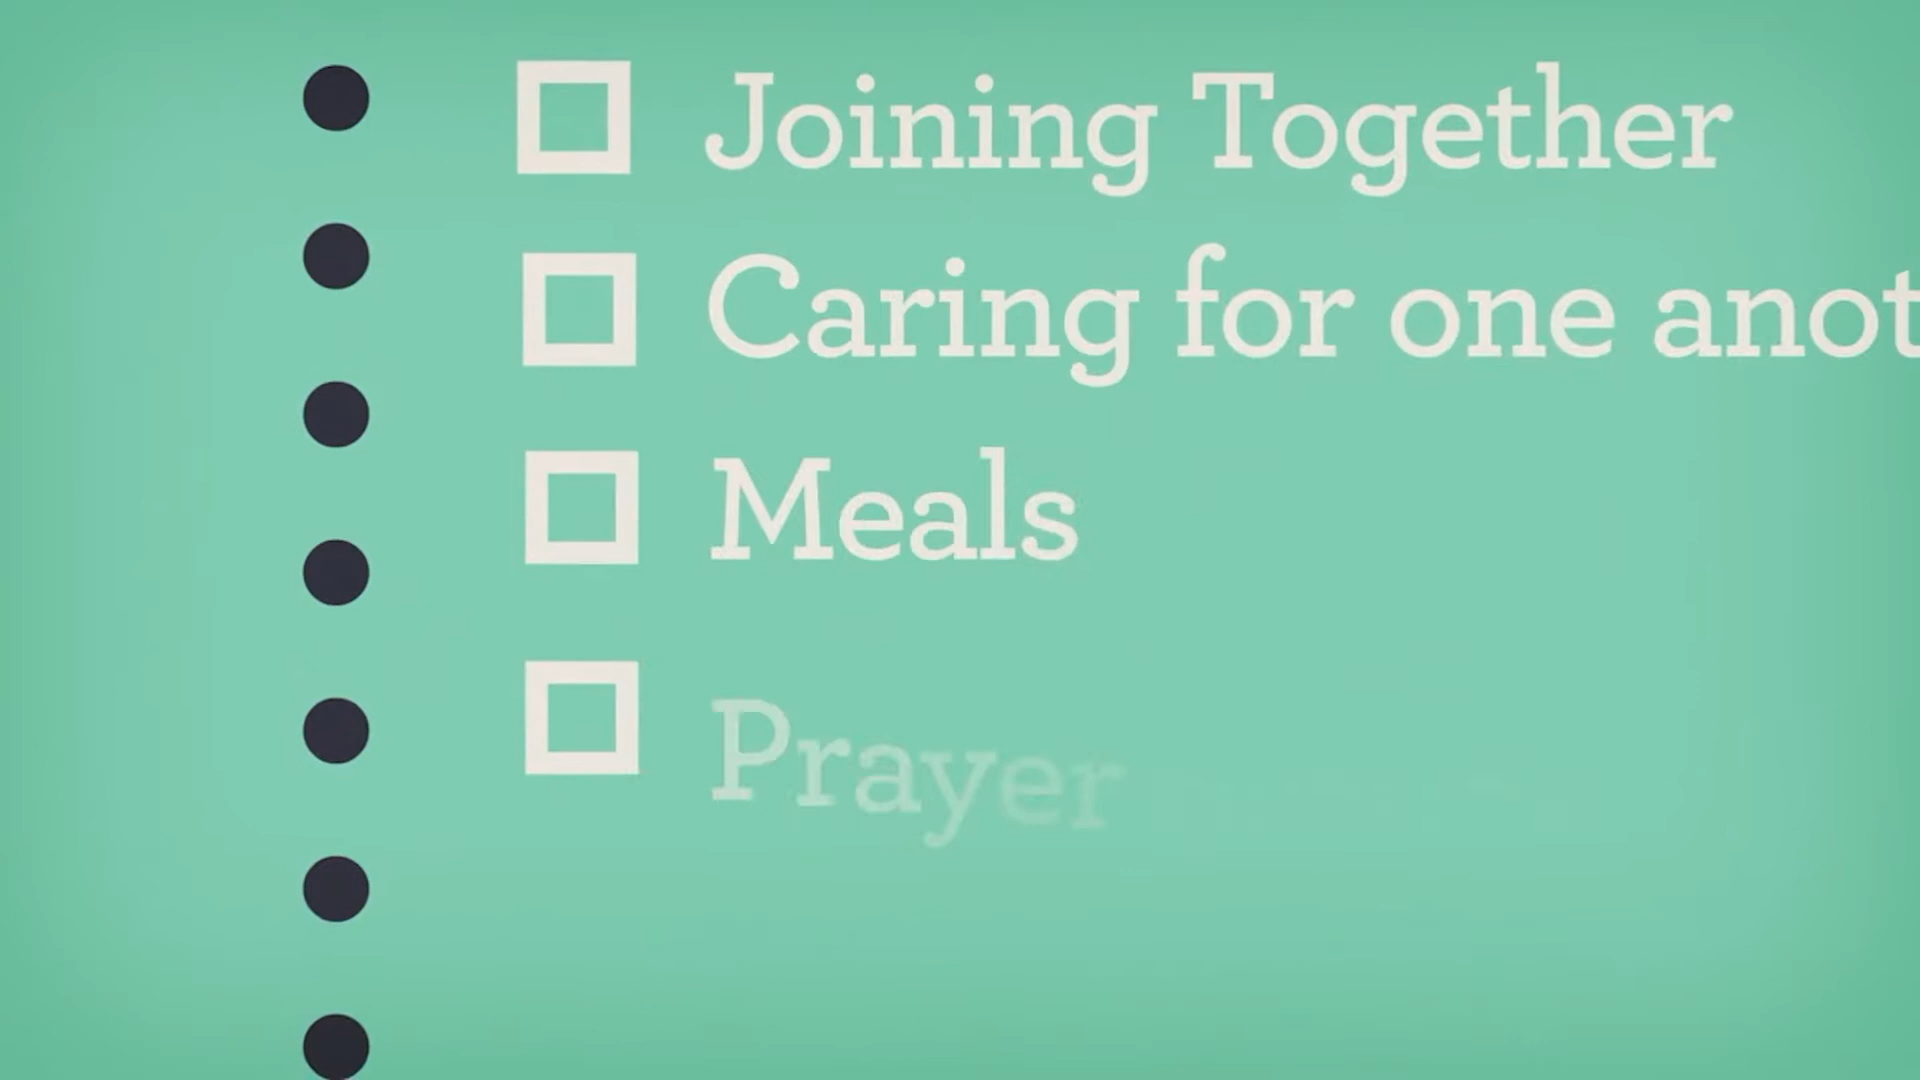 Joining Together
Caring for one anot
Meals
Prayer